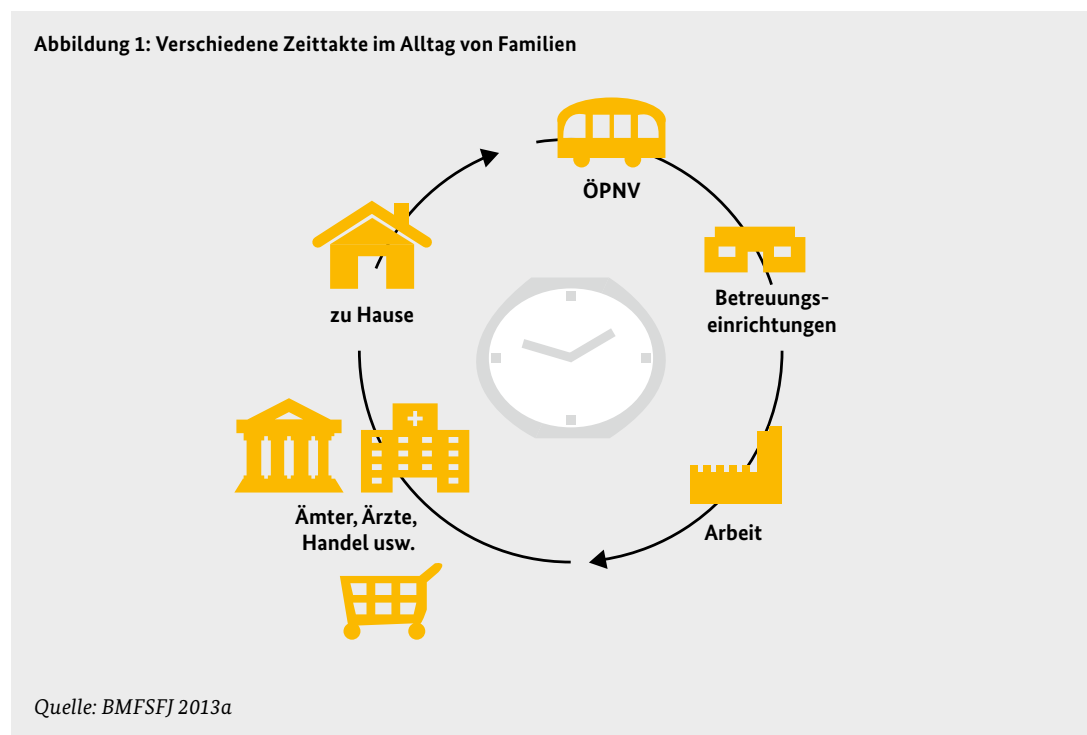 Abbildung 1: Verschiedene Zeittakte im Alltag von Familien
ÖPNV
Betreuungs-
einrichtungen
zu Hause
Arbeit
Ämter, Ärzte,
Handel usw.
Quelle: BMFSFJ 2013a